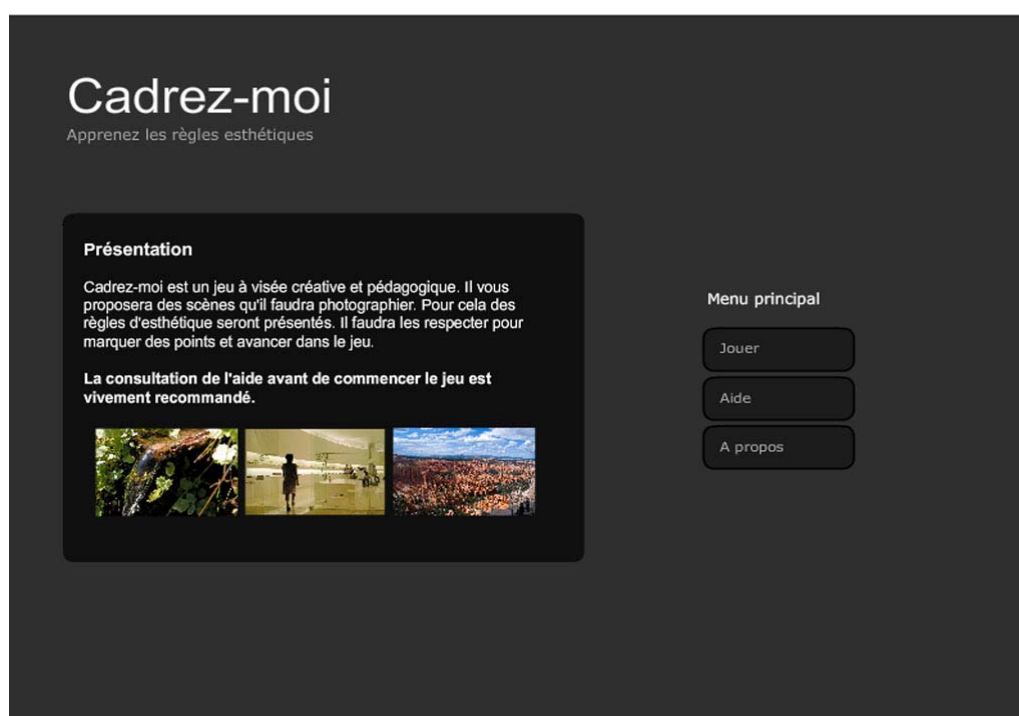 Cadrez-moi
Apprenez les règles esthétiques
Présentation
Cadrez-moi est un jeu à visée créative et pédagogique. Il vous
proposera des scènes qu'il faudra photographier. Pour cela des
règles d'esthétique seront présentés. Il faudra les respecter pour
marquer des points et avancer dans le jeu.
La consultation de l'aide avant de commencer le jeu est
vivement recommandé.
Menu principal
Jouer
Aide
A propos